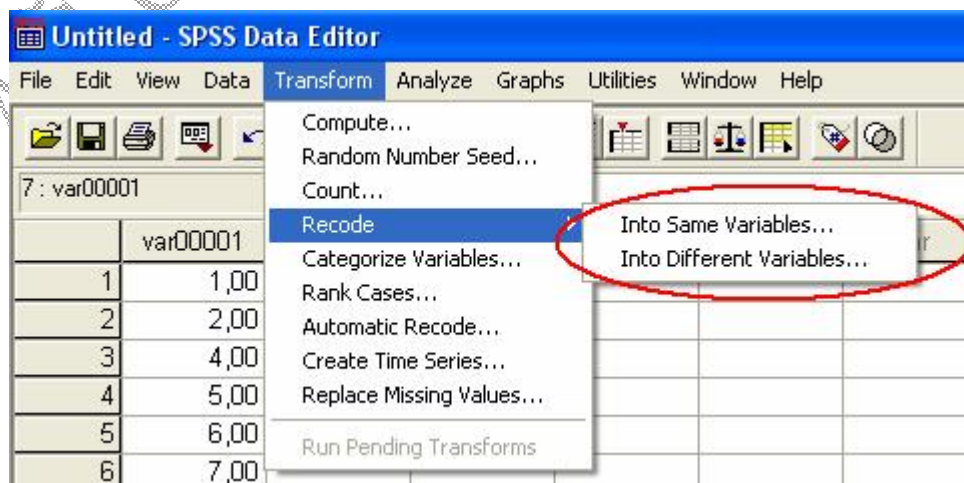 Untitled - SPSS Data Editor
File Edit View Data Transform Analyze Graphs Utilities Window Help
Compute...
Random Number Seed...
Count...
Recode
Categorize Variables...
Rank Cases...
Automatic Recode...
Create Time Series...
Replace Missing Values...
Run Pending Transforms
Into Same Variables...
Into Different Variables...
7 : var00001
var00001
1 1,00
2 2,00
3 4,00
4 5,00
5 6,00
6 7,00